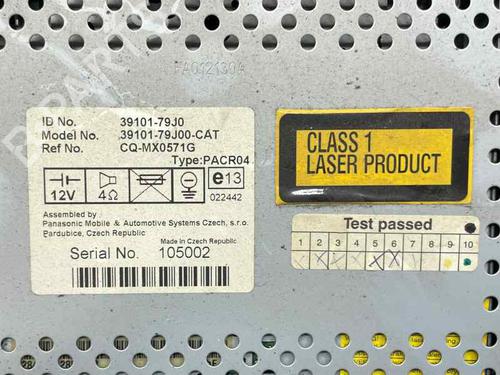 FA012130A
ID No. 39101-79J0
Model No. 39101-79J00-CAT
Ref No. CQ-MX0571G
Type:PACR04
12V 4Ω e13
022442
Assembled by
Panasonic Mobile & Automotive Systems Czech, s.r.o.
Pardubice, Czech Republic
Made in Czech Republic
Serial No. 105002
CLASS 1
LASER PRODUCT
Test passed
1 2 3 4 5 6 7 8 9 10